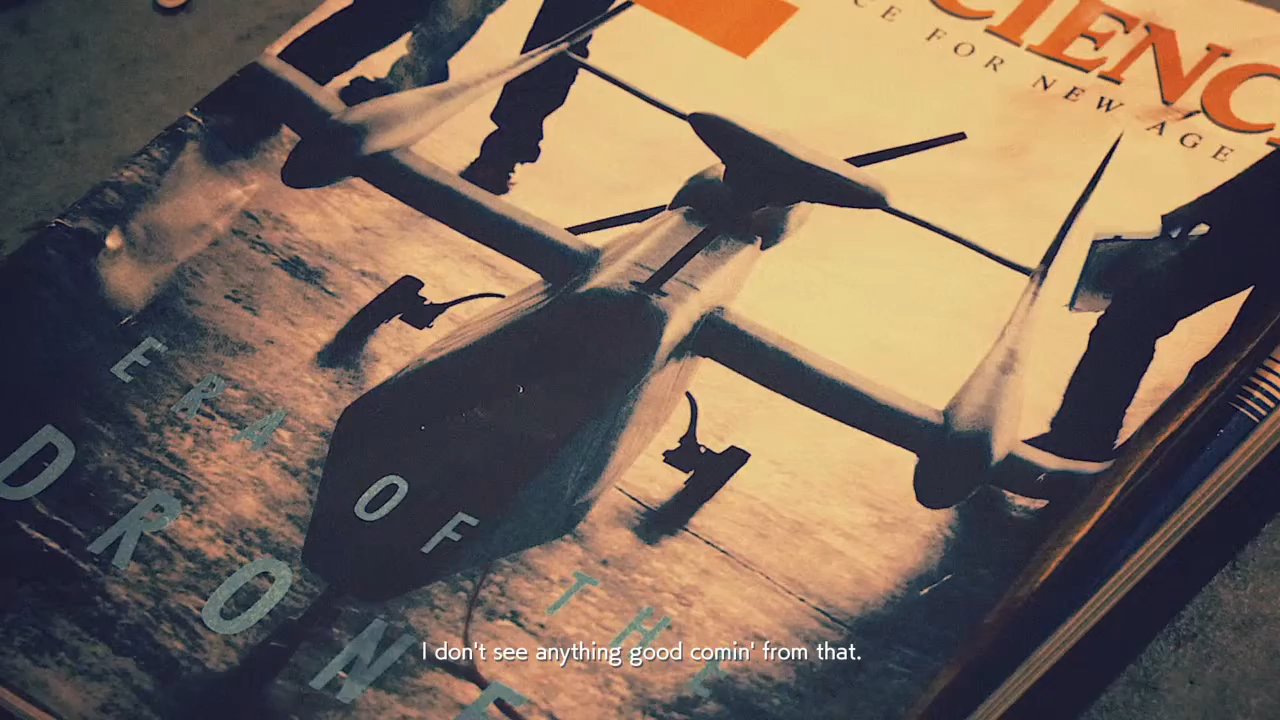 CIENC
CE FOR NEW AGE
ERA OF THE
DRONE
I don't see anything good comin' from that.